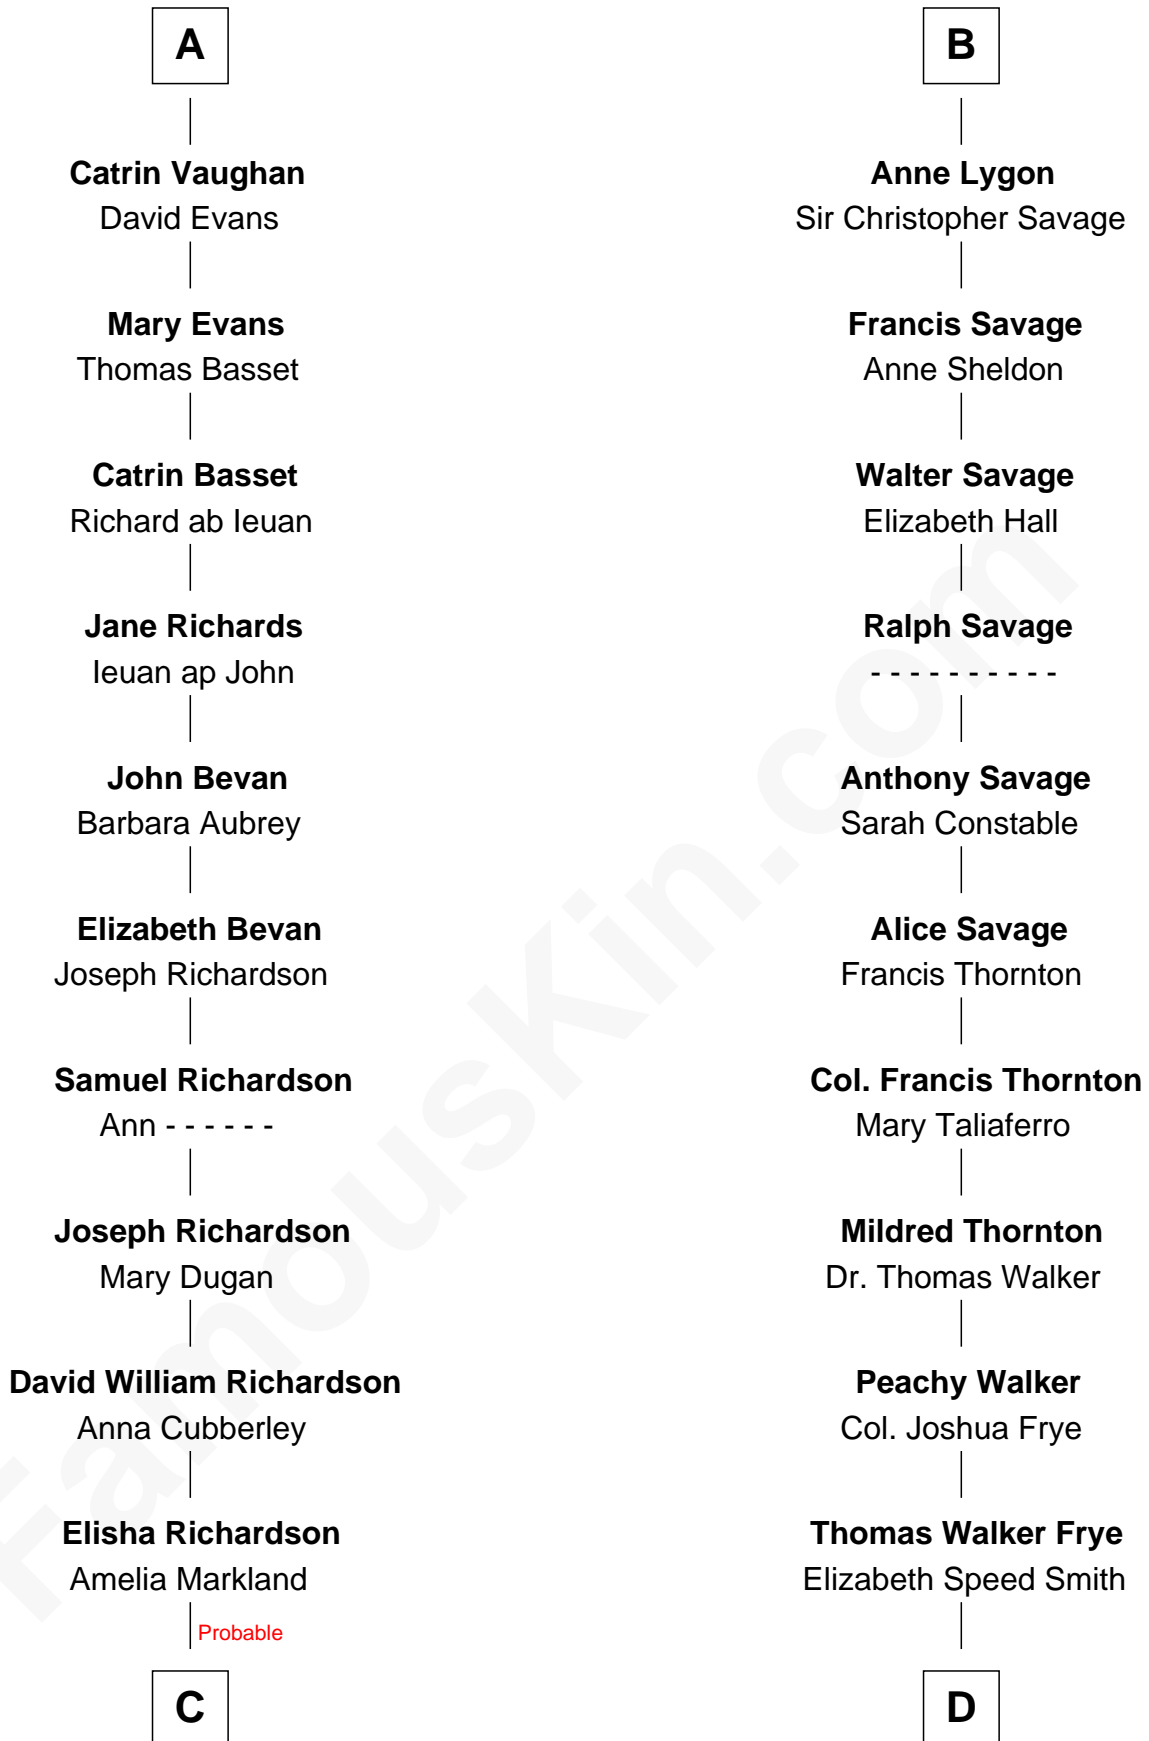 A
Catrin Vaughan
David Evans
Mary Evans
Thomas Basset
Catrin Basset
Richard ab Ieuan
Jane Richards
Ieuan ap John
John Bevan
Barbara Aubrey
Elizabeth Bevan
Joseph Richardson
Samuel Richardson
Ann - - - - - -
Joseph Richardson
Mary Dugan
David William Richardson
Anna Cubberley
Elisha Richardson
Amelia Markland
Probable
C
B
Anne Lygon
Sir Christopher Savage
Francis Savage
Anne Sheldon
Walter Savage
Elizabeth Hall
Ralph Savage
- - - - - - - - - -
Anthony Savage
Sarah Constable
Alice Savage
Francis Thornton
Col. Francis Thornton
Mary Taliaferro
Mildred Thornton
Dr. Thomas Walker
Peachy Walker
Col. Joshua Frye
Thomas Walker Frye
Elizabeth Speed Smith
D
FamousKin.com